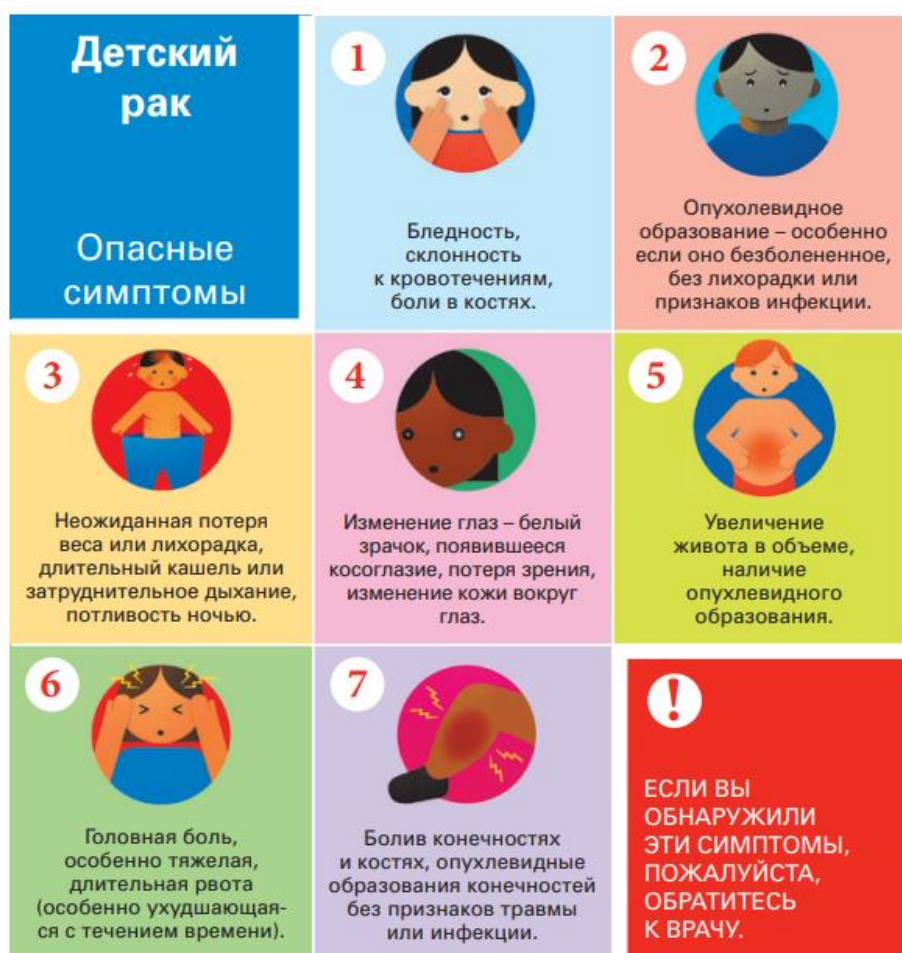 Детский
рак
Опасные
симптомы
1
Бледность,
склонность
к кровотечениям,
боли в костях.
2
Опухолевидное
образование – особенно
если оно безболененное,
без лихорадки или
признаков инфекции.
3
Неожиданная потеря
веса или лихорадка,
длительный кашель или
затруднительное дыхание,
потливость ночью.
4
Изменение глаз – белый
зрачок, появившееся
косоглазие, потеря зрения,
изменение кожи вокруг
глаз.
5
Увеличение
живота в объеме,
наличие
опухлевидного
образования.
6
Головная боль,
особенно тяжелая,
длительная рвота
(особенно ухудшающая-
ся с течением времени).
7
Болив конечностях
и костях, опухлевидные
образования конечностей
без признаков травмы
или инфекции.
!
ЕСЛИ ВЫ
ОБНАРУЖИЛИ
ЭТИ СИМПТОМЫ,
ПОЖАЛУЙСТА,
ОБРАТИТЕСЬ
К ВРАЧУ.